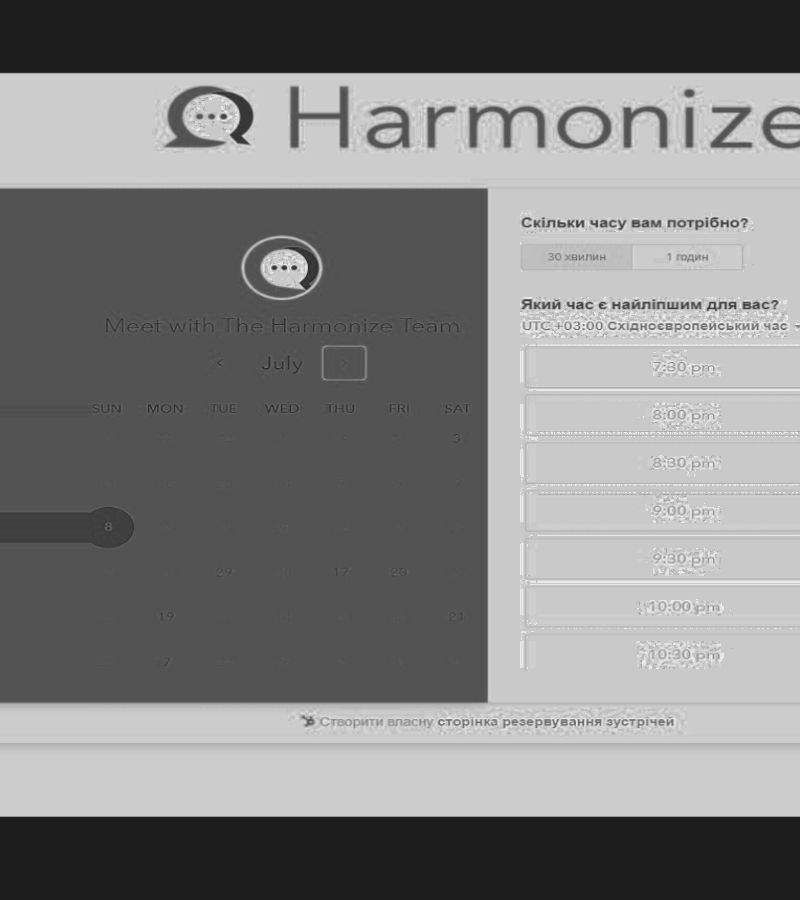 Harmonize
Meet with The Harmonize Team
< July >
SUN MON TUE WED THU FRI SAT
3
8
29 17 20
19 21
7
Скільки часу вам потрібно?
30 хвилин 1 годин
Який час є найліпшим для вас?
UTC +03:00 Східноєвропейський час
7:30 pm
8:00 pm
8:30 pm
9:00 pm
9:30 pm
10:00 pm
10:30 pm
Створити власну сторінка резервування зустрічей